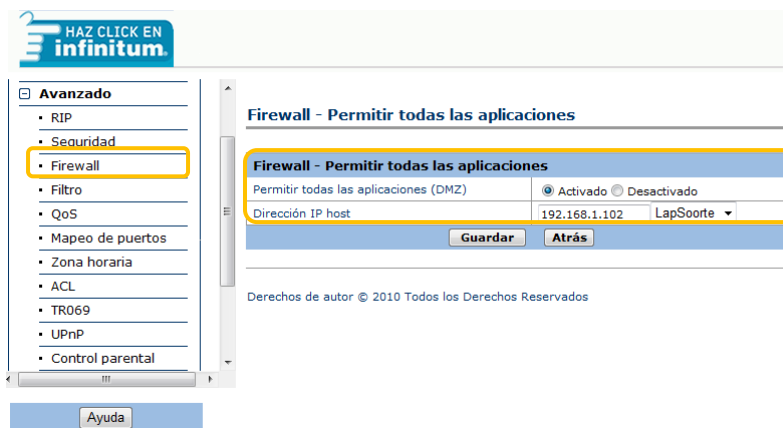 HAZ CLICK EN
infinitum.
Avanzado
RIP
Seguridad
Firewall
Filtro
QoS
Mapeo de puertos
Zona horaria
ACL
TR069
UPnP
Control parental
Ayuda
Firewall - Permitir todas las aplicaciones
Firewall - Permitir todas las aplicaciones
Permitir todas las aplicaciones (DMZ) Activado Desactivado
Dirección IP host 192.168.1.102 LapSoorte
Guardar Atrás
Derechos de autor © 2010 Todos los Derechos Reservados